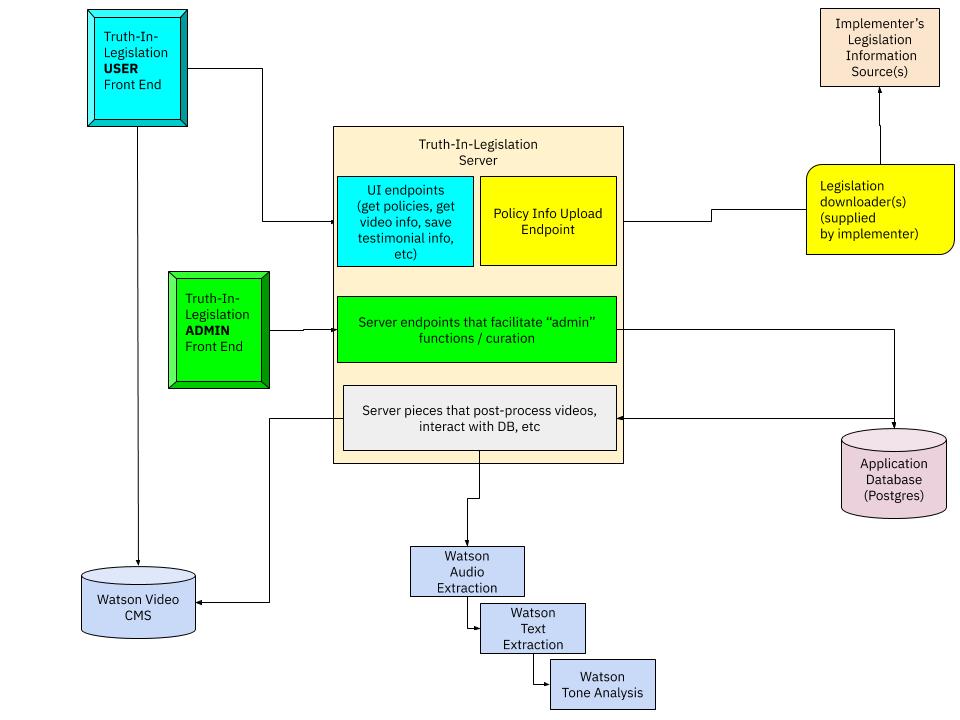 Truth-In-
Legislation
USER
Front End
Implementer’s
Legislation
Information
Source(s)
Truth-In-Legislation
Server
UI endpoints
(get policies, get
video info, save
testimonial info,
etc)
Policy Info Upload
Endpoint
Legislation
downloader(s)
(supplied
by implementer)
Truth-In-
Legislation
ADMIN
Front End
Server endpoints that facilitate “admin”
functions / curation
Server pieces that post-process videos,
interact with DB, etc
Application
Database
(Postgres)
Watson
Audio
Extraction
Watson Video
CMS
Watson
Text
Extraction
Watson
Tone Analysis